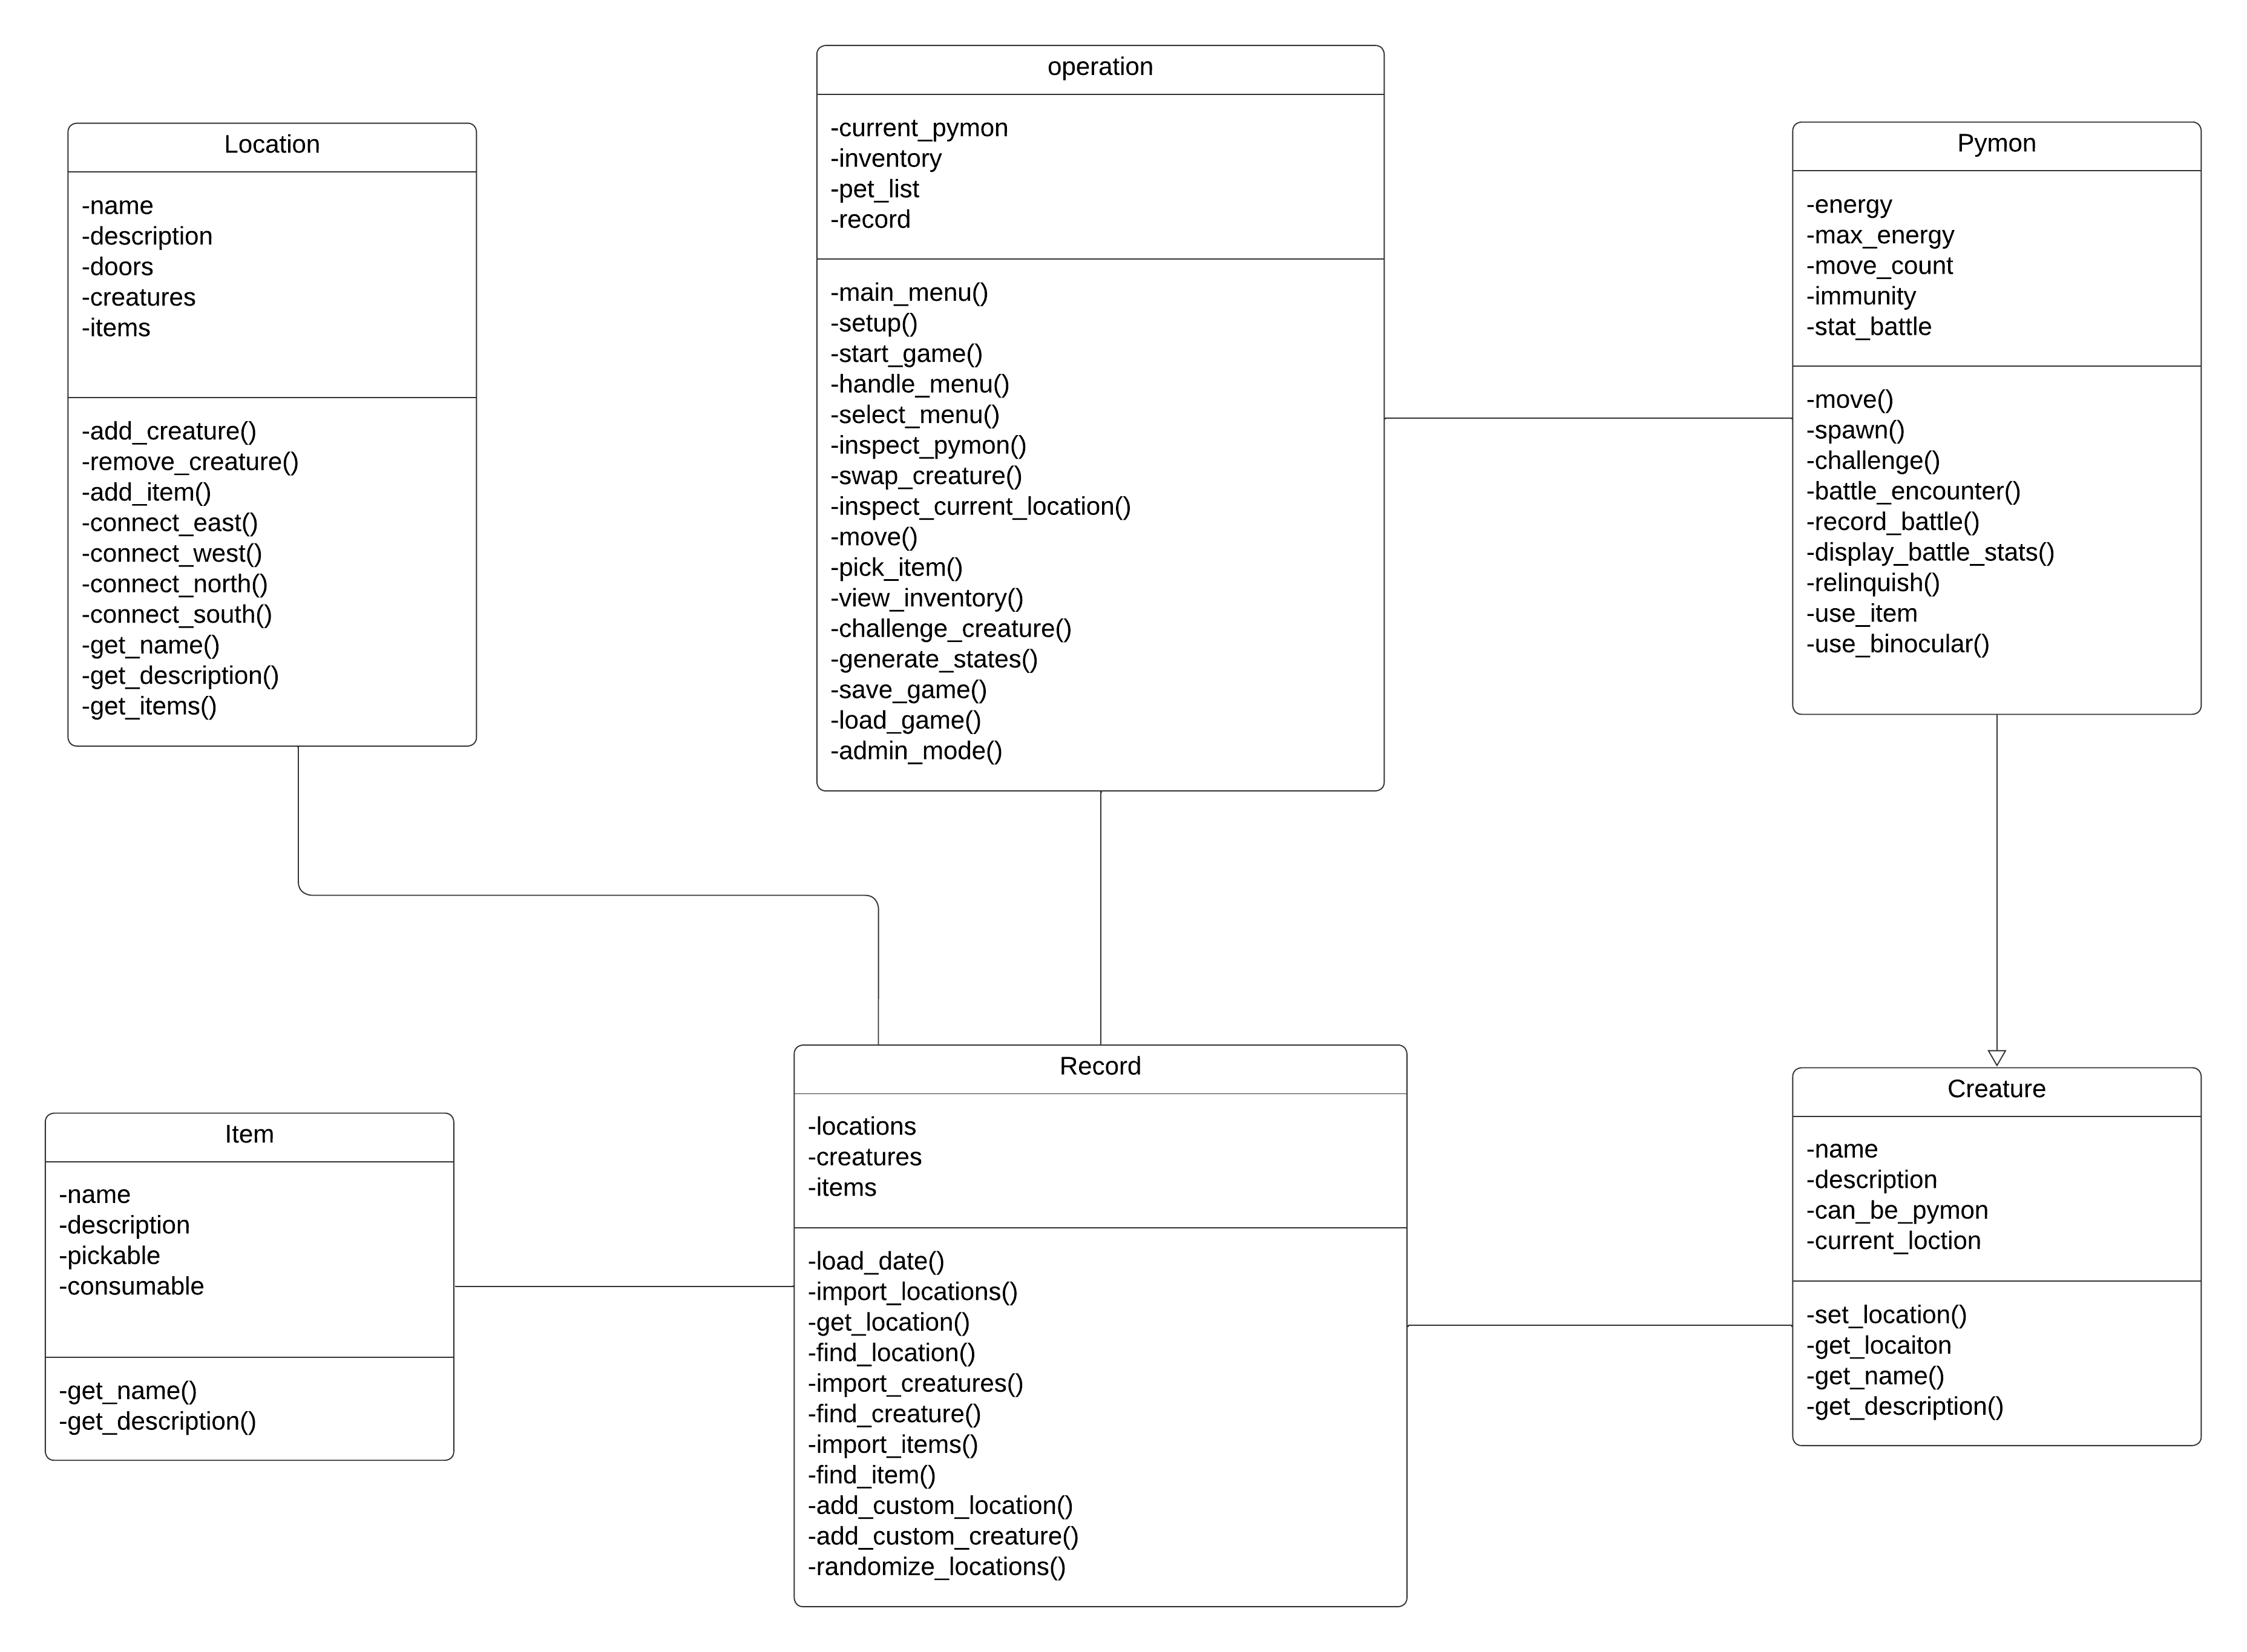 Location
-name
-description
-doors
-creatures
-items
-add_creature()
-remove_creature()
-add_item()
-connect_east()
-connect_west()
-connect_north()
-connect_south()
-get_name()
-get_description()
-get_items()
operation
-current_pymon
-inventory
-pet_list
-record
-main_menu()
-setup()
-start_game()
-handle_menu()
-select_menu()
-inspect_pymon()
-swap_creature()
-inspect_current_location()
-move()
-pick_item()
-view_inventory()
-challenge_creature()
-generate_states()
-save_game()
-load_game()
-admin_mode()
Pymon
-energy
-max_energy
-move_count
-immunity
-stat_battle
-move()
-spawn()
-challenge()
-battle_encounter()
-record_battle()
-display_battle_stats()
-relinquish()
-use_item
-use_binocular()
Item
-name
-description
-pickable
-consumable
-get_name()
-get_description()
Record
-locations
-creatures
-items
-load_date()
-import_locations()
-get_location()
-find_location()
-import_creatures()
-find_creature()
-import_items()
-find_item()
-add_custom_location()
-add_custom_creature()
-randomize_locations()
Creature
-name
-description
-can_be_pymon
-current_loction
-set_location()
-get_locaiton
-get_name()
-get_description()